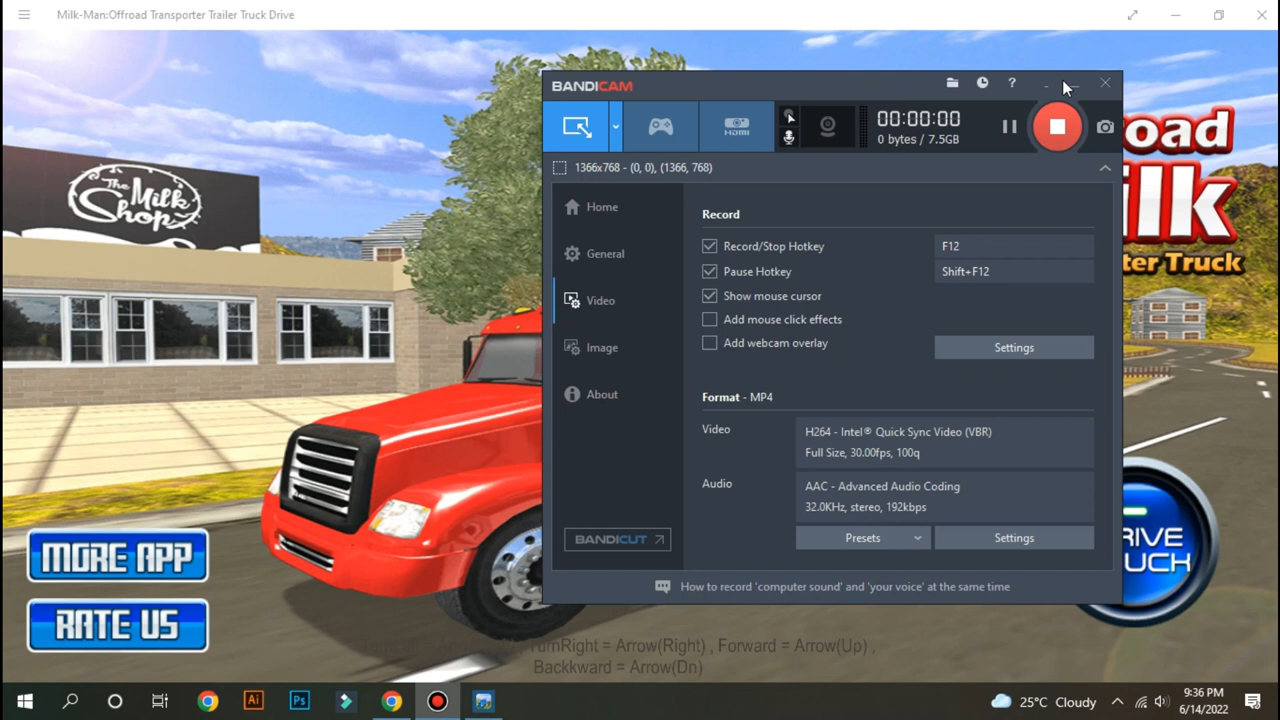 Milk-Man:Offroad Transporter Trailer Truck Drive
BANDICAM
00:00:00
0 bytes / 7.5GB
HDMI
1366x768 - (0, 0), (1366, 768)
Home
General
Video
Image
About
BANDICUT
Record
Record/Stop Hotkey
F12
Pause Hotkey
Shift+F12
Show mouse cursor
Add mouse click effects
Add webcam overlay
Settings
Format - MP4
Video
H264 - Intel® Quick Sync Video (VBR)
Full Size, 30.00fps, 100q
Audio
AAC - Advanced Audio Coding
32.0KHz, stereo, 192kbps
Presets
Settings
How to record 'computer sound' and 'your voice' at the same time
The Milk
Shop
road
ilk
ter Truck
MORE APP
RATE US
RIVE
UCK
TurnRight = Arrow(Right) , Forward = Arrow(Up) ,
Backkward = Arrow(Dn)
Ai
Ps
25°C Cloudy
9:36 PM
6/14/2022